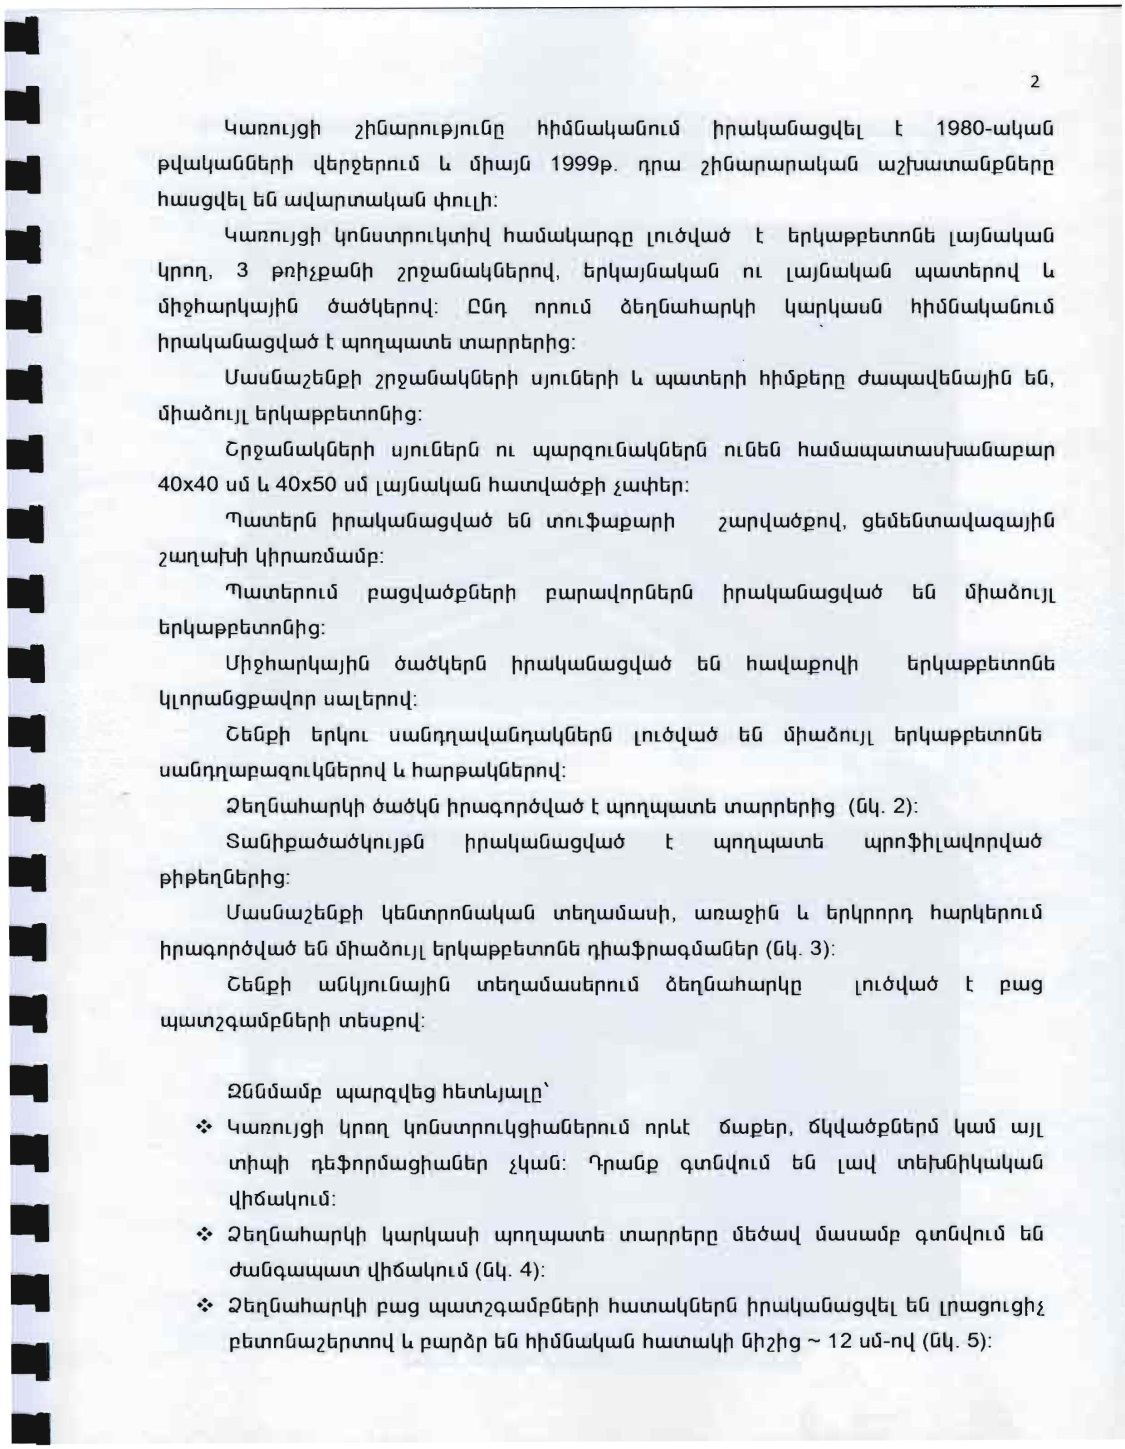 2
Կառույցի շինարությունը հիմնականում իրականացվել է 1980-ական
թվականների վերջերում և միայն 1999թ. դրա շինարարական աշխատանքները
հասցվել են ավարտական փուլի:
Կառույցի կոնստրուկտիվ համակարգը լուծված է երկաթբետոնե լայնական
կրող, 3 թռիչքանի շրջանակներով, երկայնական ու լայնական պատերով և
միջհարկային ծածկերով: Ընդ որում ձեղնահարկի կարկասն հիմնականում
իրականացված է պողպատե տարրերից:
Մասնաշենքի շրջանակների սյուների և պատերի հիմքերը ժապավենային են,
միաձույլ երկաթբետոնից:
Շրջանակների սյուներն ու պարզունակներն ունեն համապատասխանաբար
40x40 սմ և 40x50 սմ լայնական հատվածքի չափեր:
Պատերն իրականացված են տուֆաքարի շարվածքով, ցեմենտավազային
շաղախի կիրառմամբ:
Պատերում բացվածքների բարավորներն իրականացված են միաձույլ
երկաթբետոնից:
Միջհարկային ծածկերն իրականացված են հավաքովի երկաթբետոնե
կլորանցքավոր սալերով:
Շենքի երկու սանդղավանդակներն լուծված են միաձույլ երկաթբետոնե
սանդղաբազուկներով և հարթակներով:
Ձեղնահարկի ծածկն իրագործված է պողպատե տարրերից (նկ. 2):
Տանիքածածկույթն իրականացված է պողպատե պրոֆիլավորված
թիթեղներից:
Մասնաշենքի կենտրոնական տեղամասի, առաջին և երկրորդ հարկերում
իրագործված են միաձույլ երկաթբետոնե դիաֆրագմաներ (նկ. 3):
Շենքի անկյունային տեղամասերում ձեղնահարկը լուծված է բաց
պատշգամբների տեսքով:
Զննմամբ պարզվեց հետևյալը՝
❖ Կառույցի կրող կոնստրուկցիաներում որևէ ճաքեր, ճկվածքներմ կամ այլ
տիպի դեֆորմացիաներ չկան: Դրանք գտնվում են լավ տեխնիկական
վիճակում:
❖ Ձեղնահարկի կարկասի պողպատե տարրերը մեծավ մասամբ գտնվում են
ժանգապատ վիճակում (նկ. 4):
❖ Ձեղնահարկի բաց պատշգամբների հատակներն իրականացվել են լրացուցիչ
բետոնաշերտով և բարձր են հիմնական հատակի նիշից ~ 12 սմ-ով (նկ. 5):